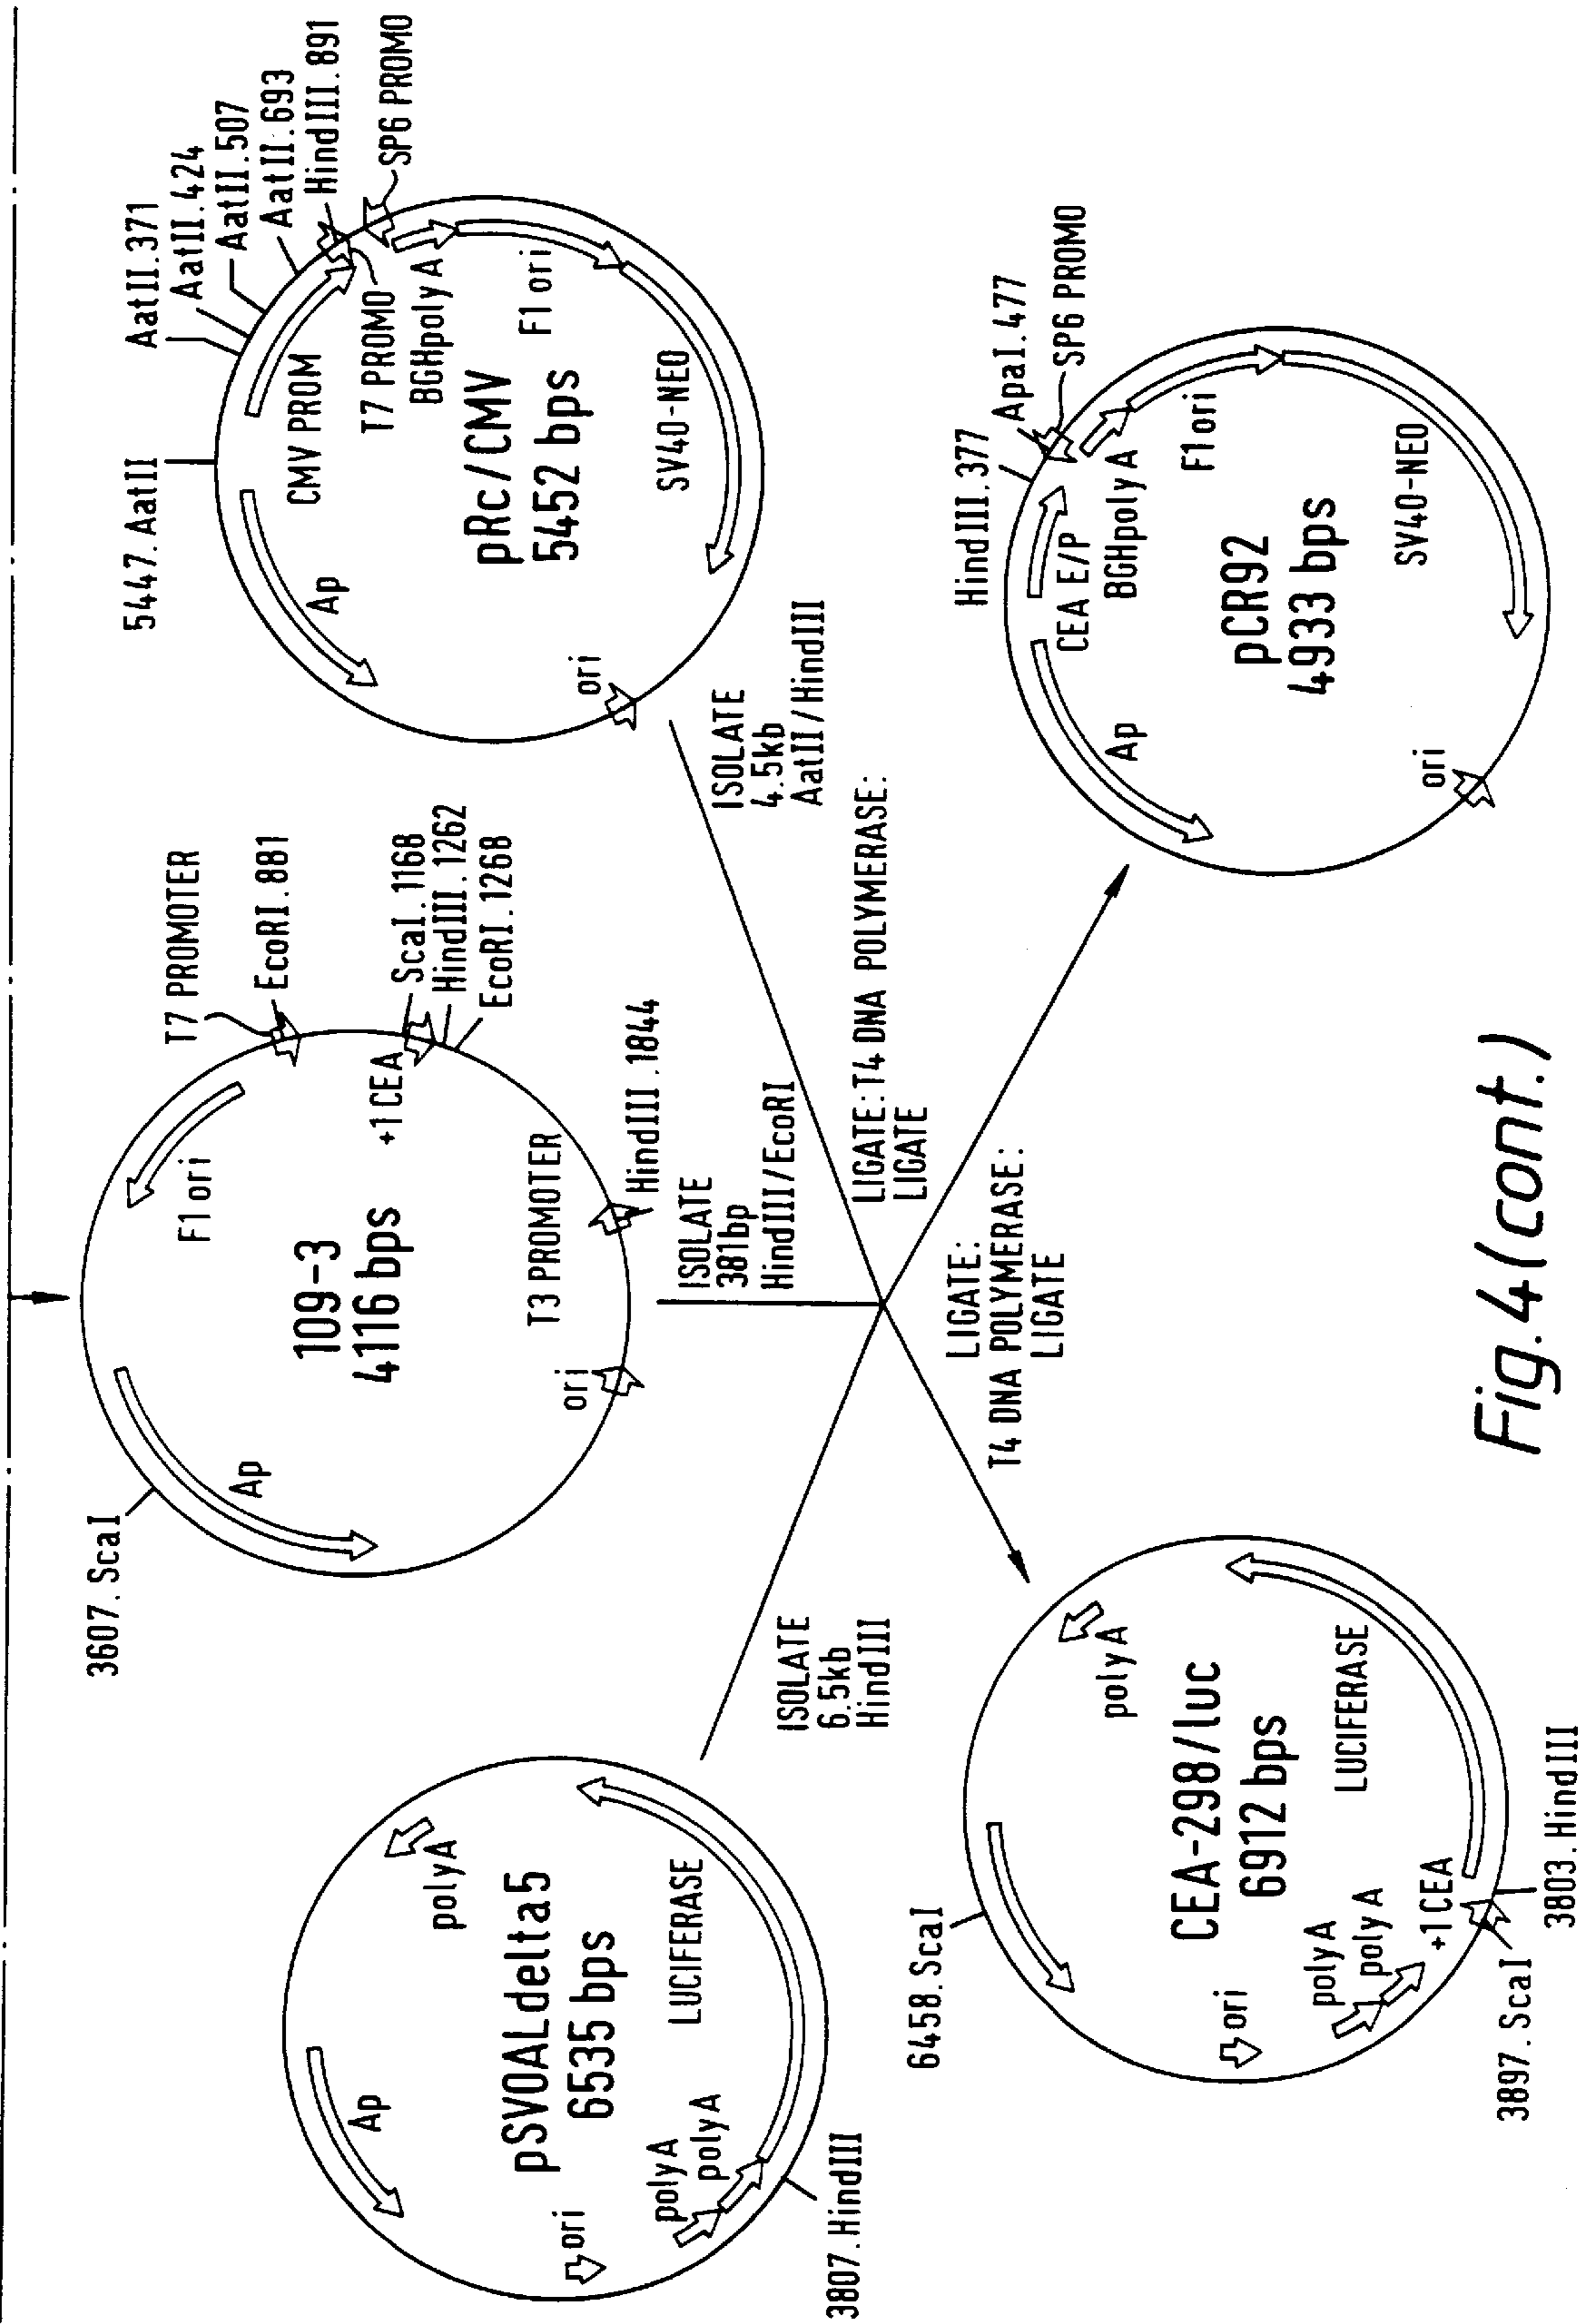 3807.HindIII
pSV0ALdelta5
6535 bps
Ap
ori
polyA
polyA
polyA
LUCIFERASE
3607.ScaI
109-3
4116 bps
Ap
ori
F1 ori
T7 PROMOTER
EcoRI.881
+1 CEA
ScaI.1168
HindIII.1262
EcoRI.1268
T3 PROMOTER
HindIII.1844
5447.AatII
AatII.371
AatII.424
AatII.507
AatII.693
HindIII.891
SP6 PROMO
CMV PROM
T7 PROMO
BGHpolyA
pRc/CMV
5452 bps
F1 ori
SV40-NEO
Ap
ori
ISOLATE
6.5kb
HindIII
ISOLATE
381bp
HindIII/EcoRI
ISOLATE
4.5kb
AatII/HindIII
LIGATE:
T4 DNA POLYMERASE:
LIGATE
LIGATE:T4 DNA POLYMERASE:
LIGATE
6458.ScaI
CEA-298/luc
6912 bps
ori
polyA
polyA
polyA
+1 CEA
LUCIFERASE
3897.ScaI
3803.HindIII
HindIII.377
ApaI.477
SP6 PROMO
CEA E/P
BGHpolyA
pCR92
4933 bps
F1 ori
SV40-NEO
Ap
ori
Fig.4(cont.)